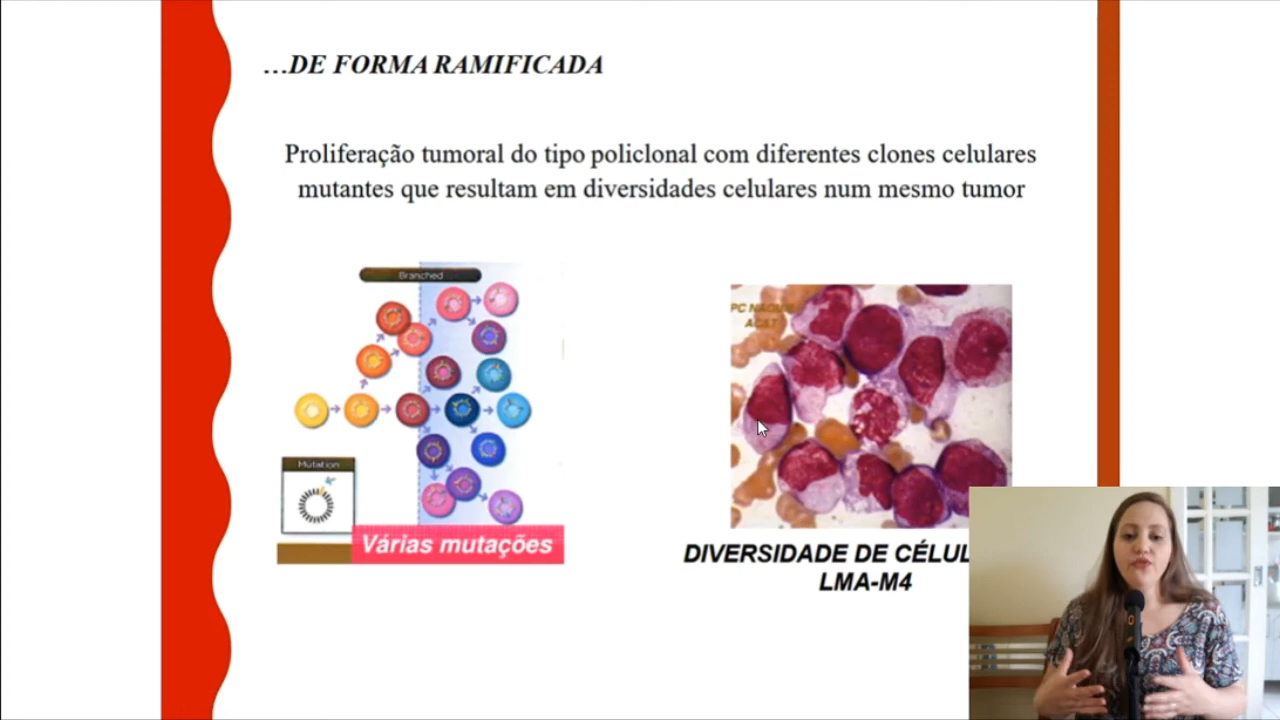 ...DE FORMA RAMIFICADA
Proliferação tumoral do tipo policlonal com diferentes clones celulares
mutantes que resultam em diversidades celulares num mesmo tumor
Branched
Mutation
Várias mutações
DIVERSIDADE DE CÉLUL
LMA-M4